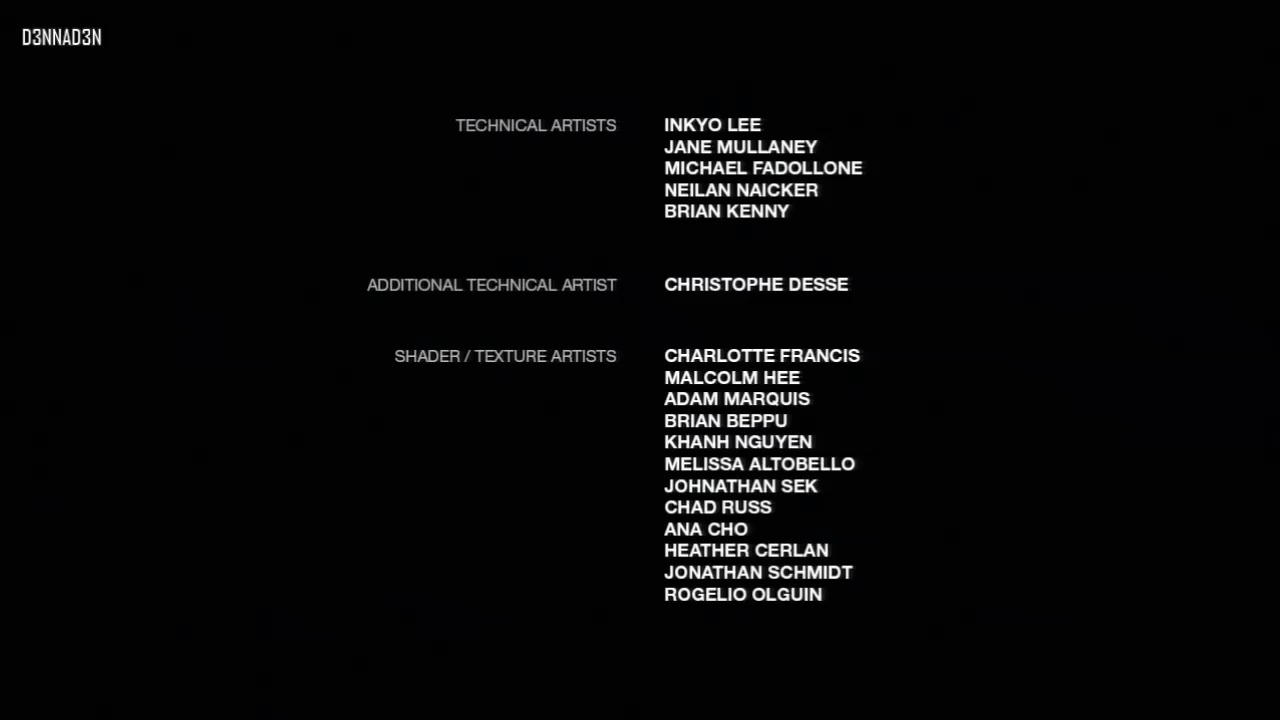 D3NNAD3N
TECHNICAL ARTISTS INKYO LEE
JANE MULLANEY
MICHAEL FADOLLONE
NEILAN NAICKER
BRIAN KENNY
ADDITIONAL TECHNICAL ARTIST CHRISTOPHE DESSE
SHADER / TEXTURE ARTISTS CHARLOTTE FRANCIS
MALCOLM HEE
ADAM MARQUIS
BRIAN BEPPU
KHANH NGUYEN
MELISSA ALTOBELLO
JOHNATHAN SEK
CHAD RUSS
ANA CHO
HEATHER CERLAN
JONATHAN SCHMIDT
ROGELIO OLGUIN